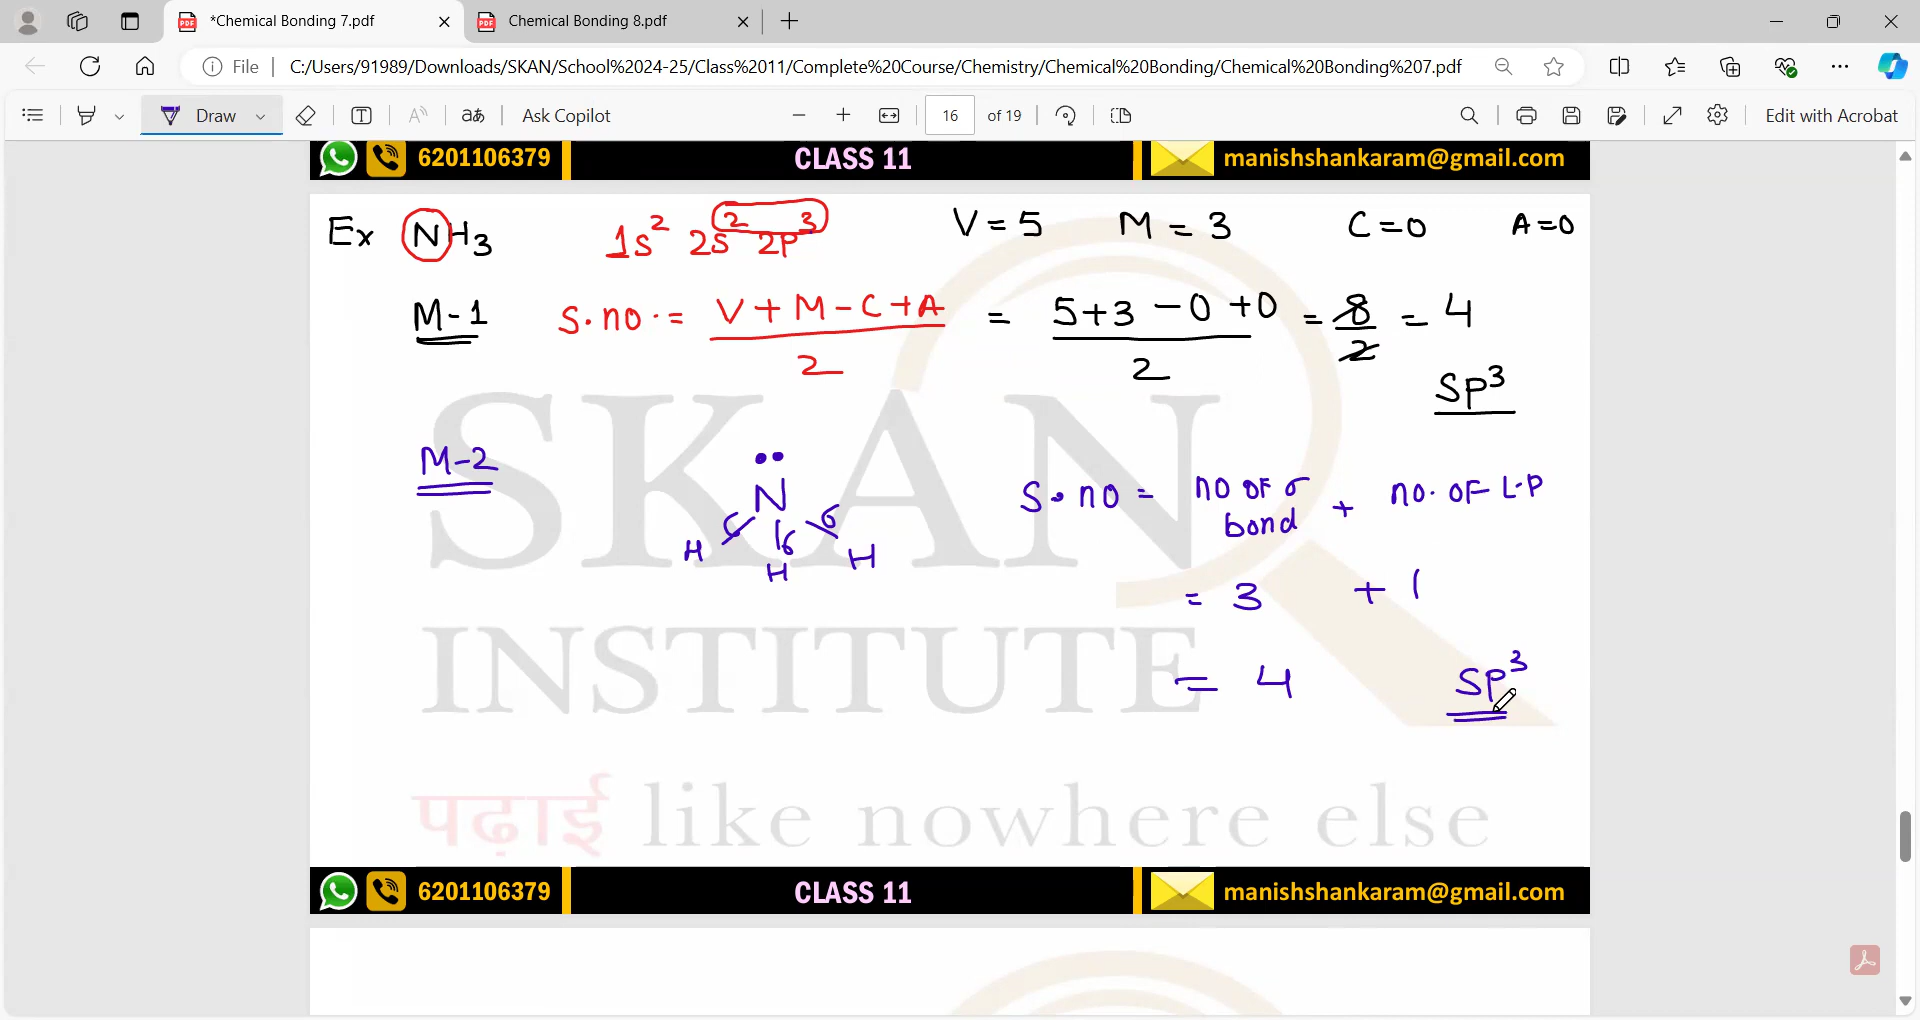 *Chemical Bonding 7.pdf
Chemical Bonding 8.pdf
File
C:/Users/91989/Downloads/SKAN/School%2024-25/Class%2011/Complete%20Course/Chemistry/Chemical%20Bonding/Chemical%20Bonding%207.pdf
Draw
T
A
aあ
Ask Copilot
16 of 19
Edit with Acrobat
6201106379 CLASS 11 manishshankaram@gmail.com
Ex NH3 1s² 2s² 2p³ V = 5 M = 3 C = 0 A = 0
M-1 S.no. = V + M - C + A / 2 = 5+3 - 0 + 0 / 2 = 8/2 = 4
SP³
M-2
N
H H H
σ σ σ
S.no = no OF σ bond + no. OF L.P
= 3 + 1
= 4 SP³
SKAN
INSTITUTE
पढ़ाई like nowhere else
6201106379 CLASS 11 manishshankaram@gmail.com